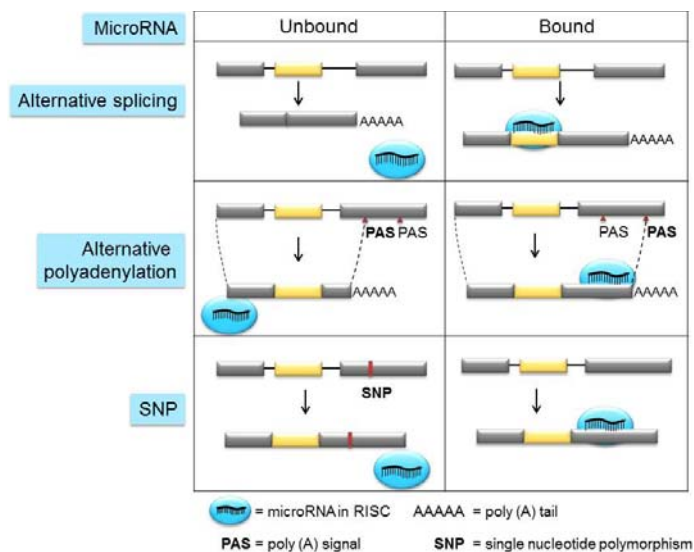 MicroRNA
Unbound
Bound
Alternative splicing
AAAAA
AAAAA
Alternative
polyadenylation
PAS PAS
PAS PAS
AAAAA
AAAAA
SNP
SNP
= microRNA in RISC AAAAA = poly (A) tail
PAS = poly (A) signal SNP = single nucleotide polymorphism